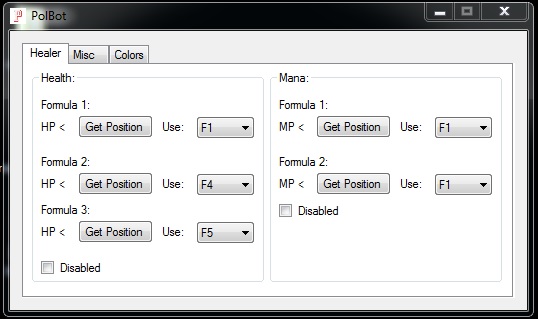 PolBot
Healer Misc Colors
Health:
Formula 1:
HP < Get Position Use: F1
Formula 2:
HP < Get Position Use: F4
Formula 3:
HP < Get Position Use: F5
Disabled
Mana:
Formula 1:
MP < Get Position Use: F1
Formula 2:
MP < Get Position Use: F1
Disabled